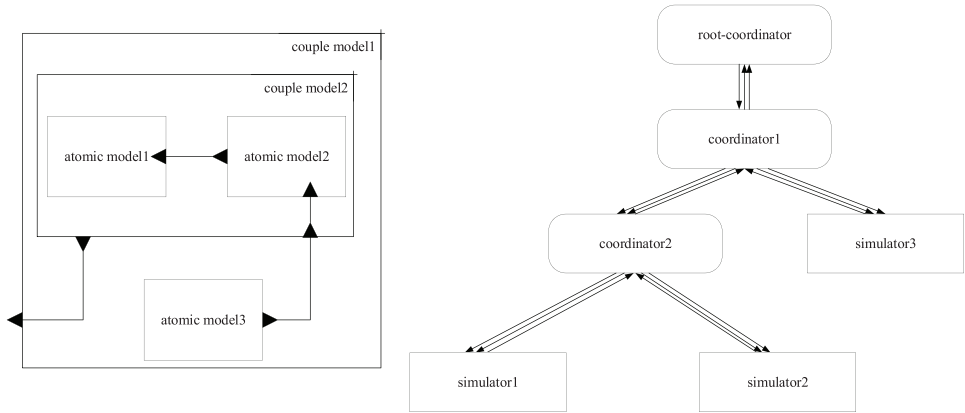 couple model1
couple model2
atomic model1
atomic model2
atomic model3
root-coordinator
coordinator1
coordinator2
simulator3
simulator1
simulator2